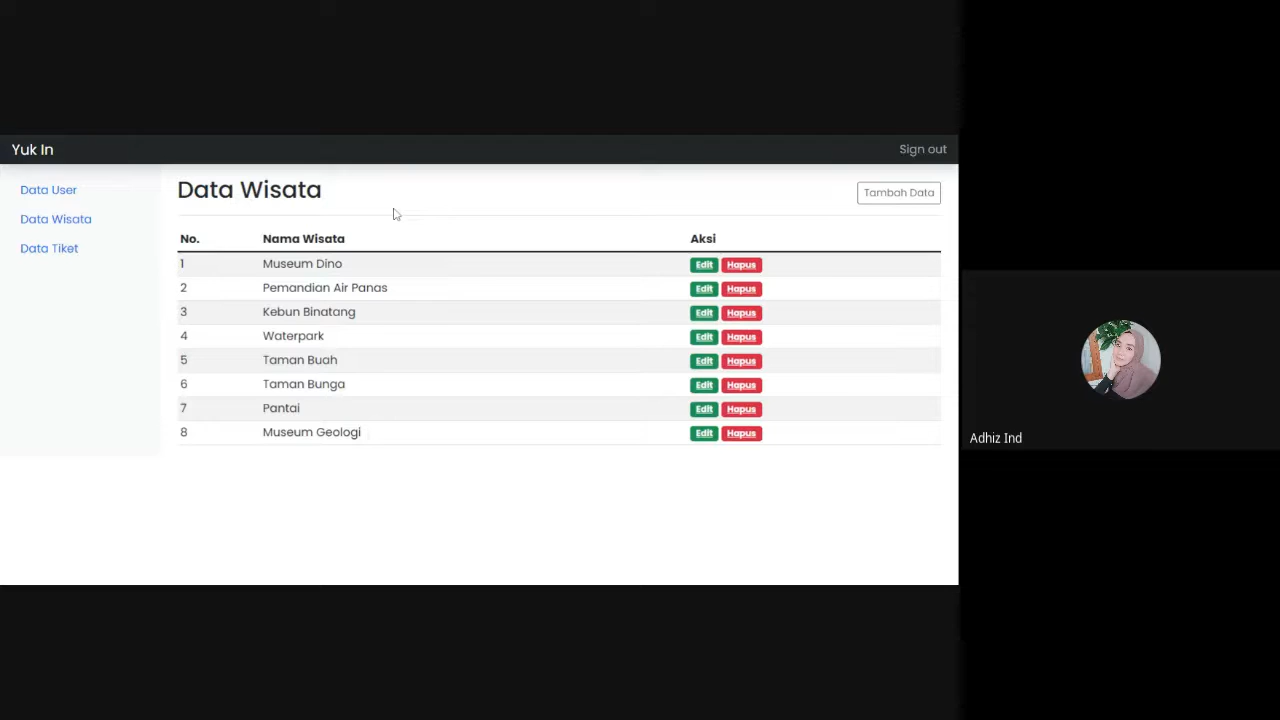 Yuk In
Sign out
Data User
Data Wisata
Data Tiket
Data Wisata
Tambah Data
No. Nama Wisata Aksi
1 Museum Dino Edit Hapus
2 Pemandian Air Panas Edit Hapus
3 Kebun Binatang Edit Hapus
4 Waterpark Edit Hapus
5 Taman Buah Edit Hapus
6 Taman Bunga Edit Hapus
7 Pantai Edit Hapus
8 Museum Geologi Edit Hapus
Adhiz Ind